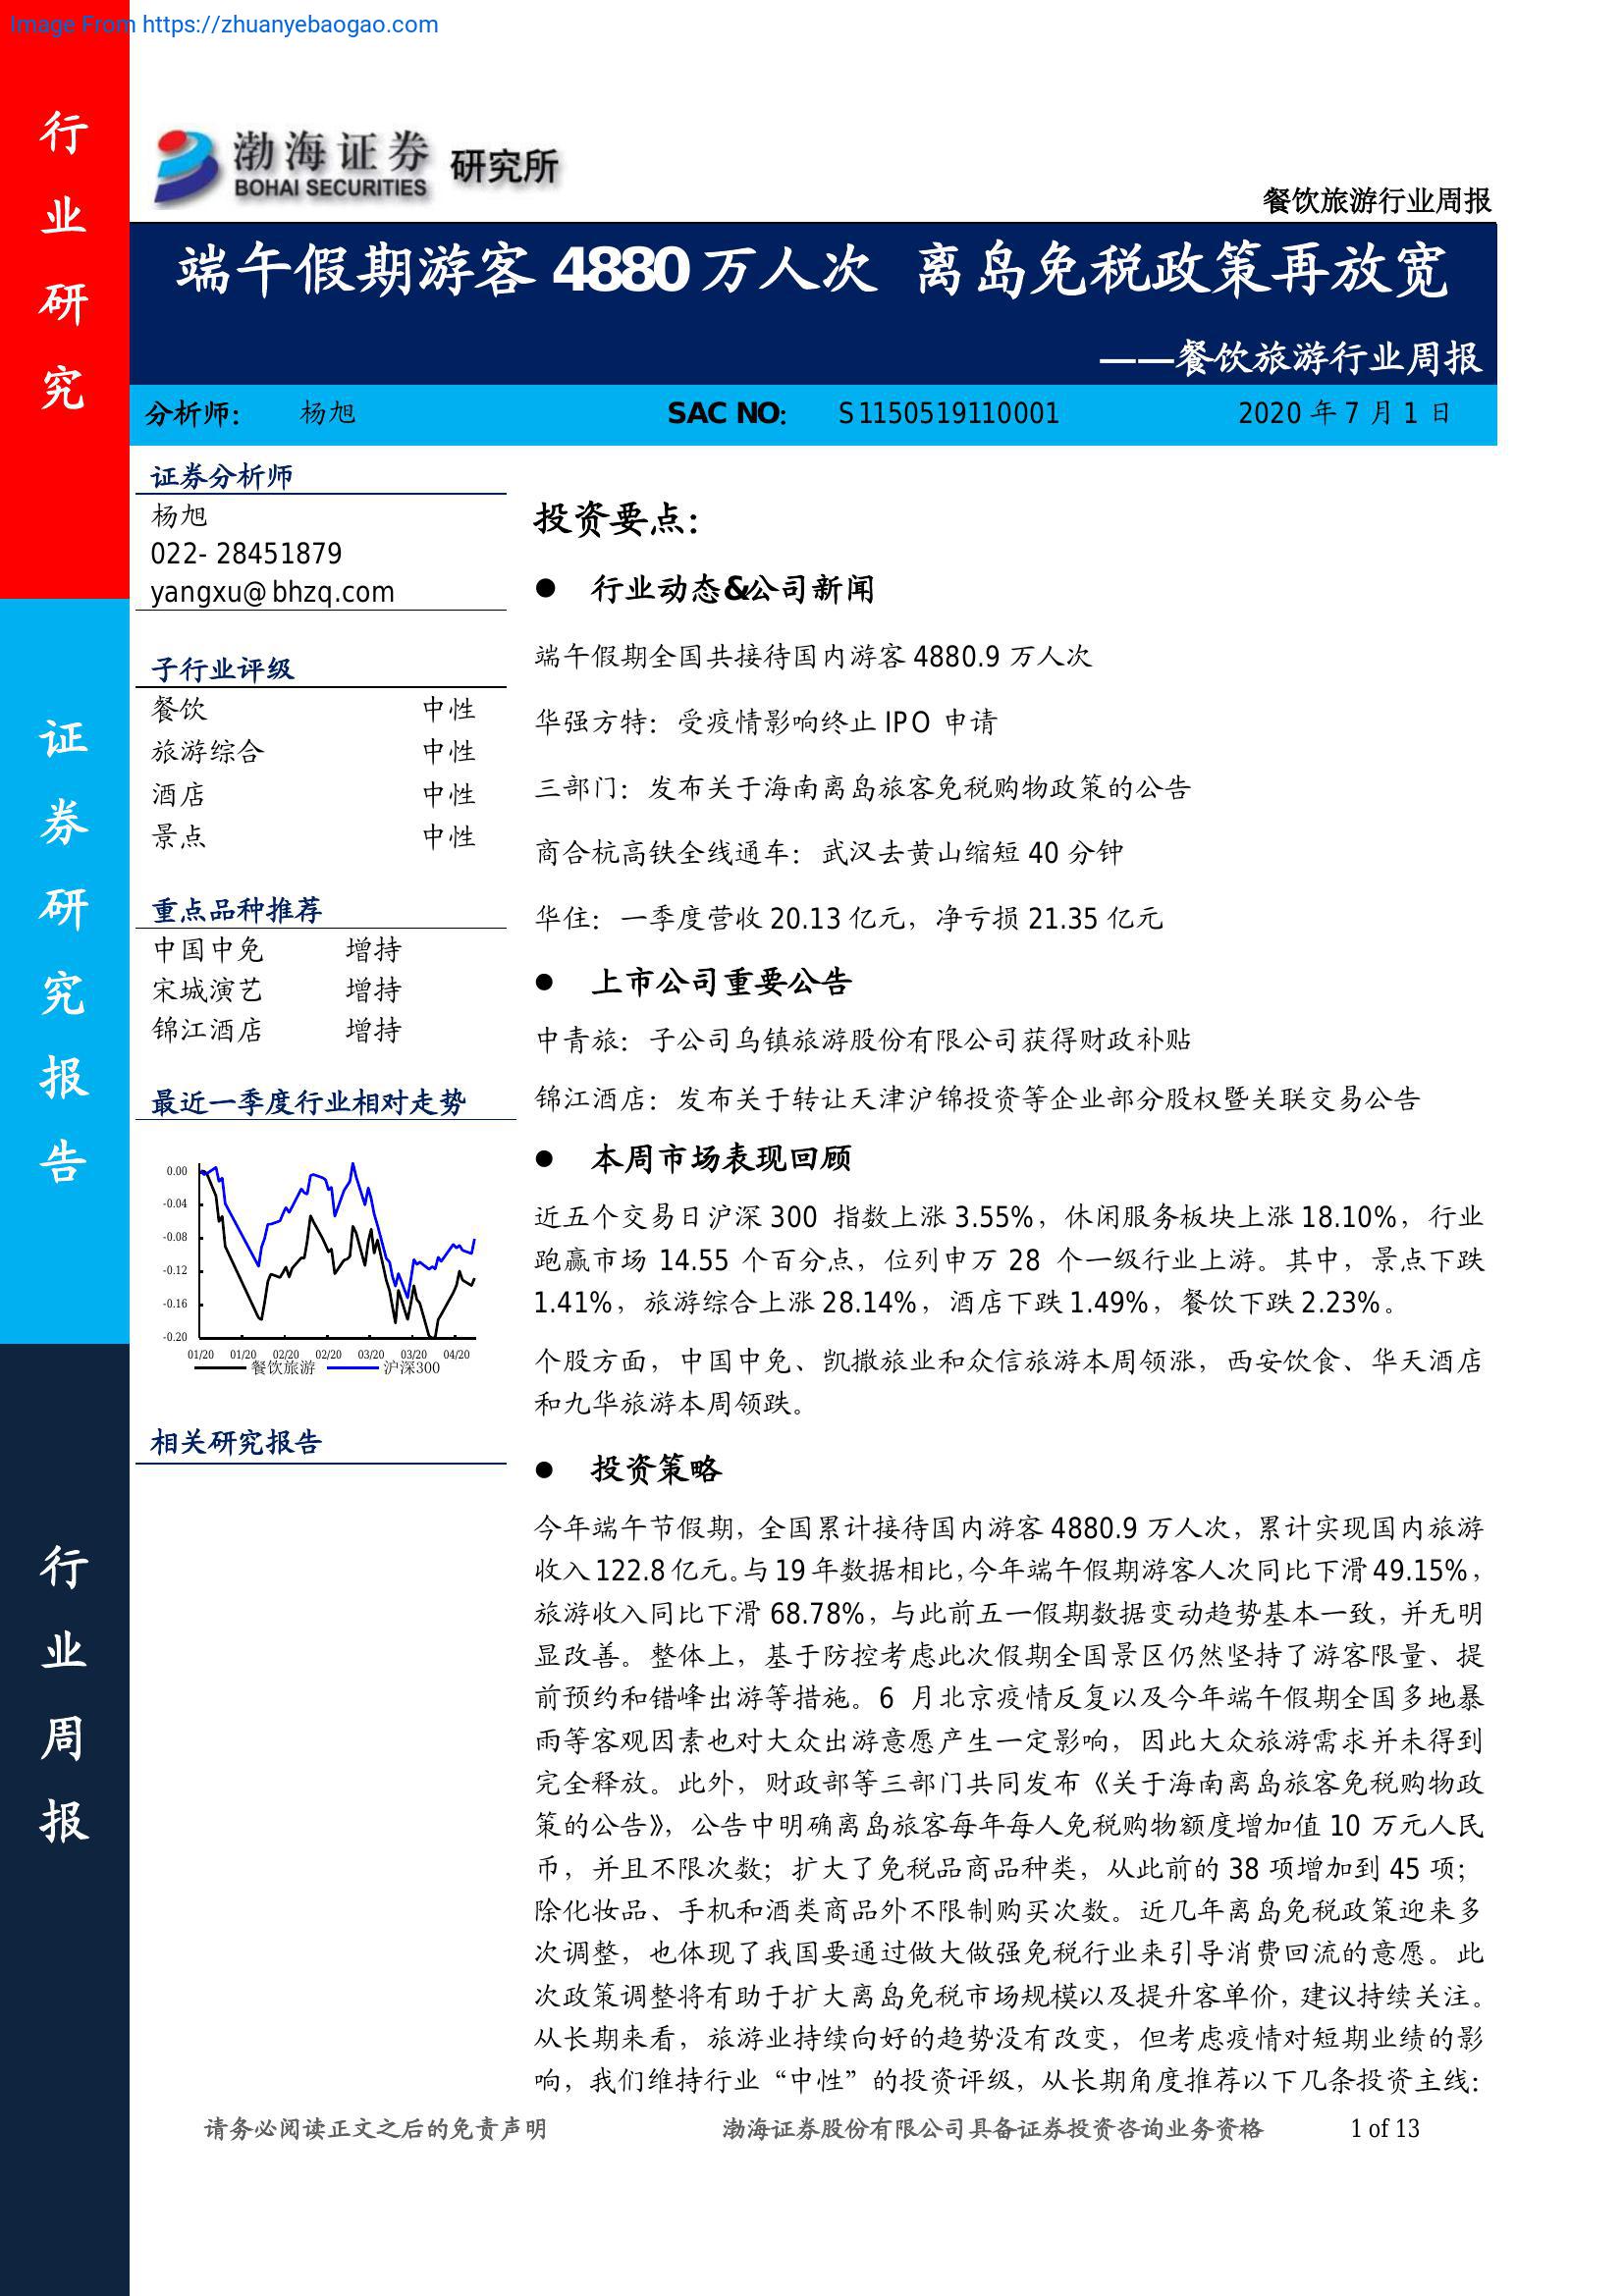 Image From https://zhuanyebaogao.com
行业研究
证券研究报告
行业周报
渤海证券 研究所
BOHAI SECURITIES
餐饮旅游行业周报
端午假期游客 4880 万人次 离岛免税政策再放宽
——餐饮旅游行业周报
分析师： 杨旭 SAC NO： S1150519110001 2020 年 7 月 1 日
证券分析师
杨旭
022- 28451879
yangxu@bhzq.com
子行业评级
餐饮 中性
旅游综合 中性
酒店 中性
景点 中性
重点品种推荐
中国中免 增持
宋城演艺 增持
锦江酒店 增持
最近一季度行业相对走势
0.00
-0.04
-0.08
-0.12
-0.16
-0.20
01/20 01/20 02/20 02/20 03/20 03/20 04/20
餐饮旅游 沪深300
相关研究报告
投资要点：
● 行业动态&公司新闻
端午假期全国共接待国内游客 4880.9 万人次
华强方特：受疫情影响终止 IPO 申请
三部门：发布关于海南离岛旅客免税购物政策的公告
商合杭高铁全线通车：武汉去黄山缩短 40 分钟
华住：一季度营收 20.13 亿元，净亏损 21.35 亿元
● 上市公司重要公告
中青旅：子公司乌镇旅游股份有限公司获得财政补贴
锦江酒店：发布关于转让天津沪锦投资等企业部分股权暨关联交易公告
● 本周市场表现回顾
近五个交易日沪深 300 指数上涨 3.55%，休闲服务板块上涨 18.10%，行业
跑赢市场 14.55 个百分点，位列申万 28 个一级行业上游。其中，景点下跌
1.41%，旅游综合上涨 28.14%，酒店下跌 1.49%，餐饮下跌 2.23%。
个股方面，中国中免、凯撒旅业和众信旅游本周领涨，西安饮食、华天酒店
和九华旅游本周领跌。
● 投资策略
今年端午节假期，全国累计接待国内游客 4880.9 万人次，累计实现国内旅游
收入 122.8 亿元。与 19 年数据相比，今年端午假期游客人次同比下滑 49.15%，
旅游收入同比下滑 68.78%，与此前五一假期数据变动趋势基本一致，并无明
显改善。整体上，基于防控考虑此次假期全国景区仍然坚持了游客限量、提
前预约和错峰出游等措施。6 月北京疫情反复以及今年端午假期全国多地暴
雨等客观因素也对大众出游意愿产生一定影响，因此大众旅游需求并未得到
完全释放。此外，财政部等三部门共同发布《关于海南离岛旅客免税购物政
策的公告》，公告中明确离岛旅客每年每人免税购物额度增加值 10 万元人民
币，并且不限次数；扩大了免税品商品种类，从此前的 38 项增加到 45 项；
除化妆品、手机和酒类商品外不限制购买次数。近几年离岛免税政策迎来多
次调整，也体现了我国要通过做大做强免税行业来引导消费回流的意愿。此
次政策调整将有助于扩大离岛免税市场规模以及提升客单价，建议持续关注。
从长期来看，旅游业持续向好的趋势没有改变，但考虑疫情对短期业绩的影
响，我们维持行业“中性”的投资评级，从长期角度推荐以下几条投资主线：
请务必阅读正文之后的免责声明 渤海证券股份有限公司具备证券投资咨询业务资格 1 of 13